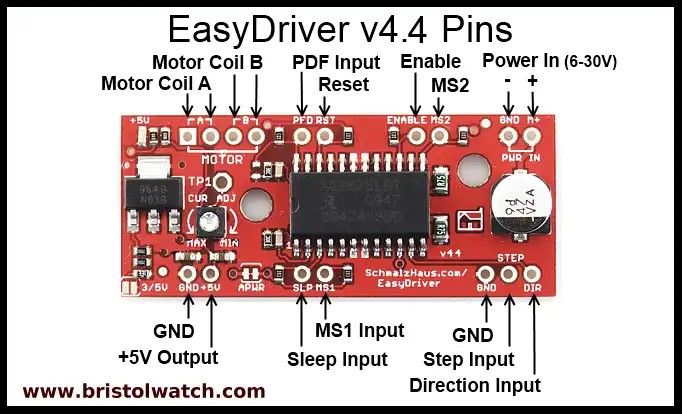 EasyDriver v4.4 Pins
Motor Coil B
PDF Input
Enable
Power In (6-30V)
Motor Coil A
Reset
MS2
- +
+5V
A
B
PFD RST
ENABLE MS2
GND M+
MOTOR
PWR IN
TP1
CUR ADJ
MAX MIN
v4.4
STEP
SchmalzHaus.com/
EasyDriver
3/5V
GND +5V
APWR
SLP MS1
GND
DIR
GND
MS1 Input
GND
+5V Output
Sleep Input
Step Input
Direction Input
www.bristolwatch.com